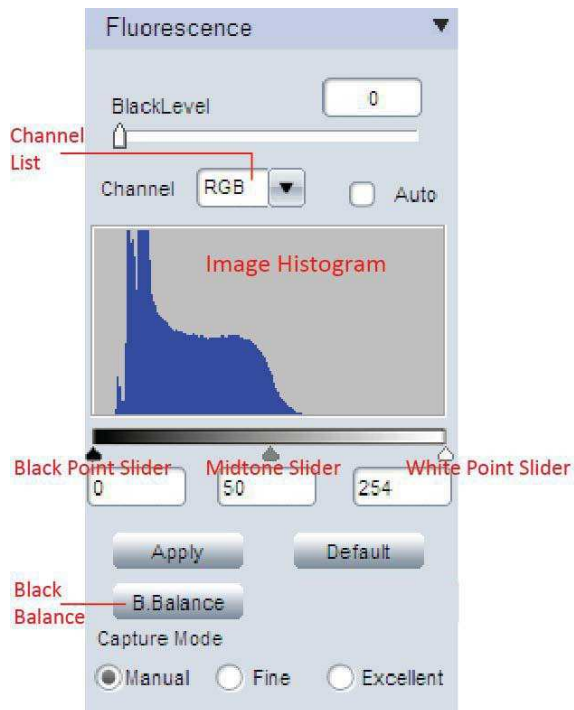 Fluorescence
BlackLevel 0
Channel
List
Channel RGB Auto
Image Histogram
Black Point Slider Midtone Slider White Point Slider
0 50 254
Apply Default
Black
Balance
B.Balance
Capture Mode
Manual Fine Excellent